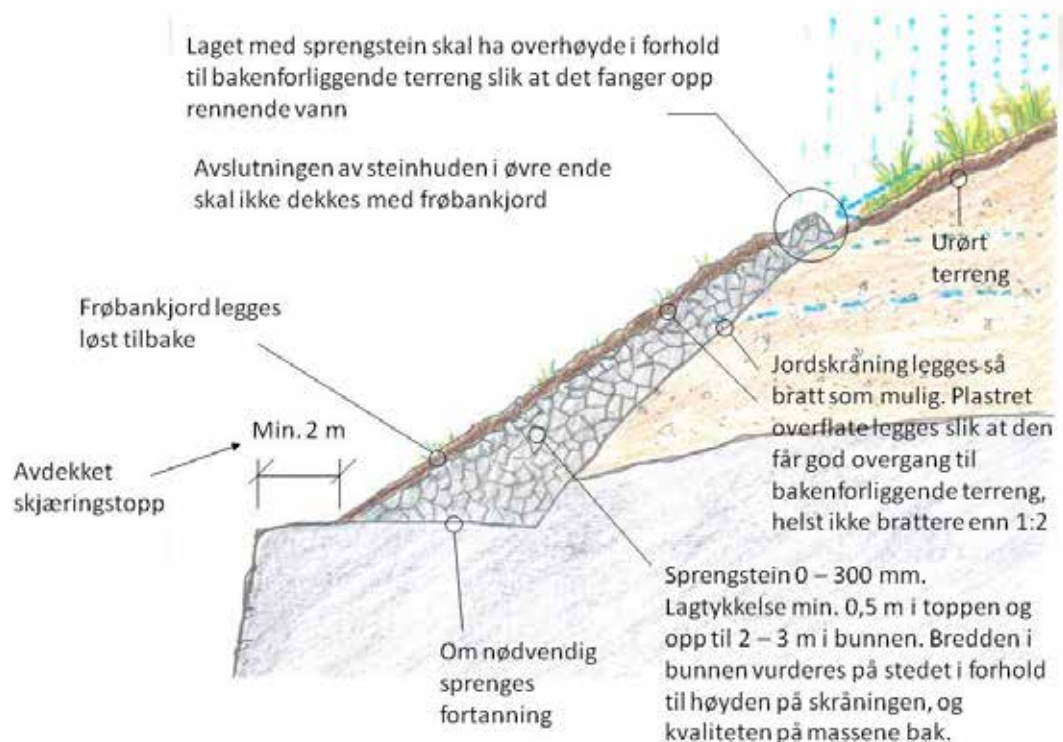 Laget med sprengstein skal ha overhøyde i forhold
til bakenforliggende terreng slik at det fanger opp
rennende vann
Avslutningen av steinhuden i øvre ende
skal ikke dekkes med frøbankjord
Urørt
terreng
Frøbankjord legges
løst tilbake
Jordskråning legges så
bratt som mulig. Plastret
overflate legges slik at den
får god overgang til
bakenforliggende terreng,
helst ikke brattere enn 1:2
Min. 2 m
Avdekket
skjæringstopp
Sprengstein 0 – 300 mm.
Lagtykkelse min. 0,5 m i toppen og
opp til 2 – 3 m i bunnen. Bredden i
bunnen vurderes på stedet i forhold
til høyden på skråningen, og
kvaliteten på massene bak.
Om nødvendig
sprenges
fortanning